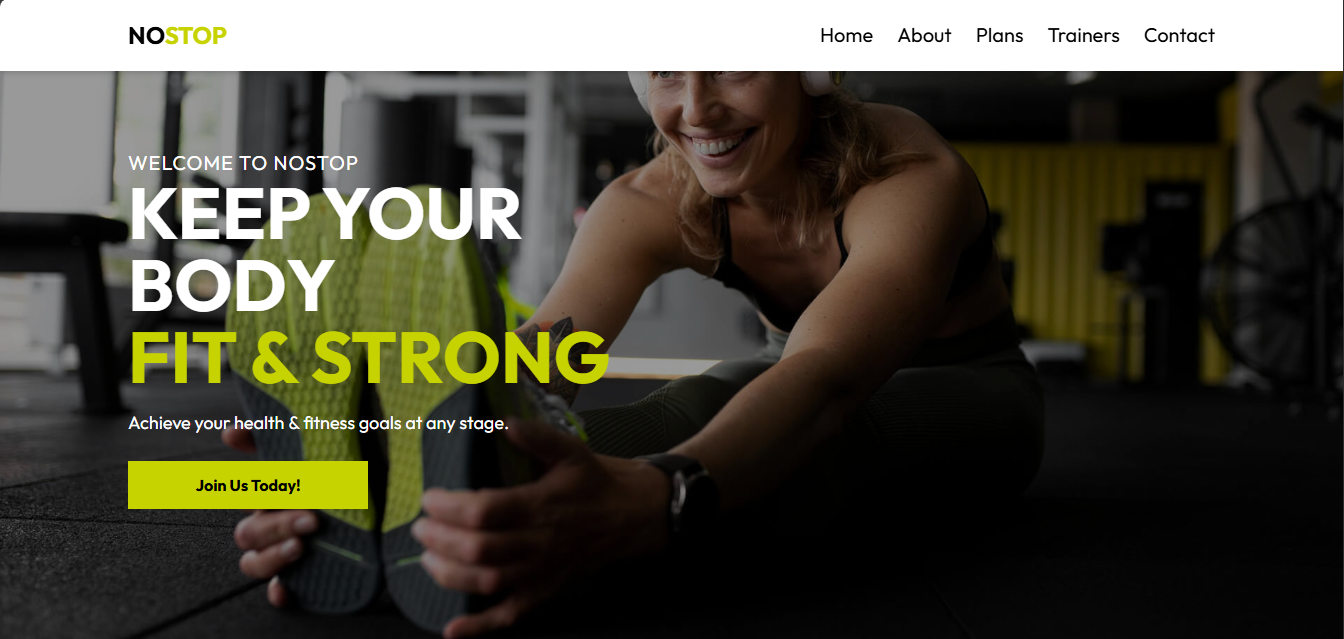 NOSTOP
Home About Plans Trainers Contact
WELCOME TO NOSTOP
KEEP YOUR
BODY
FIT & STRONG
Achieve your health & fitness goals at any stage.
Join Us Today!